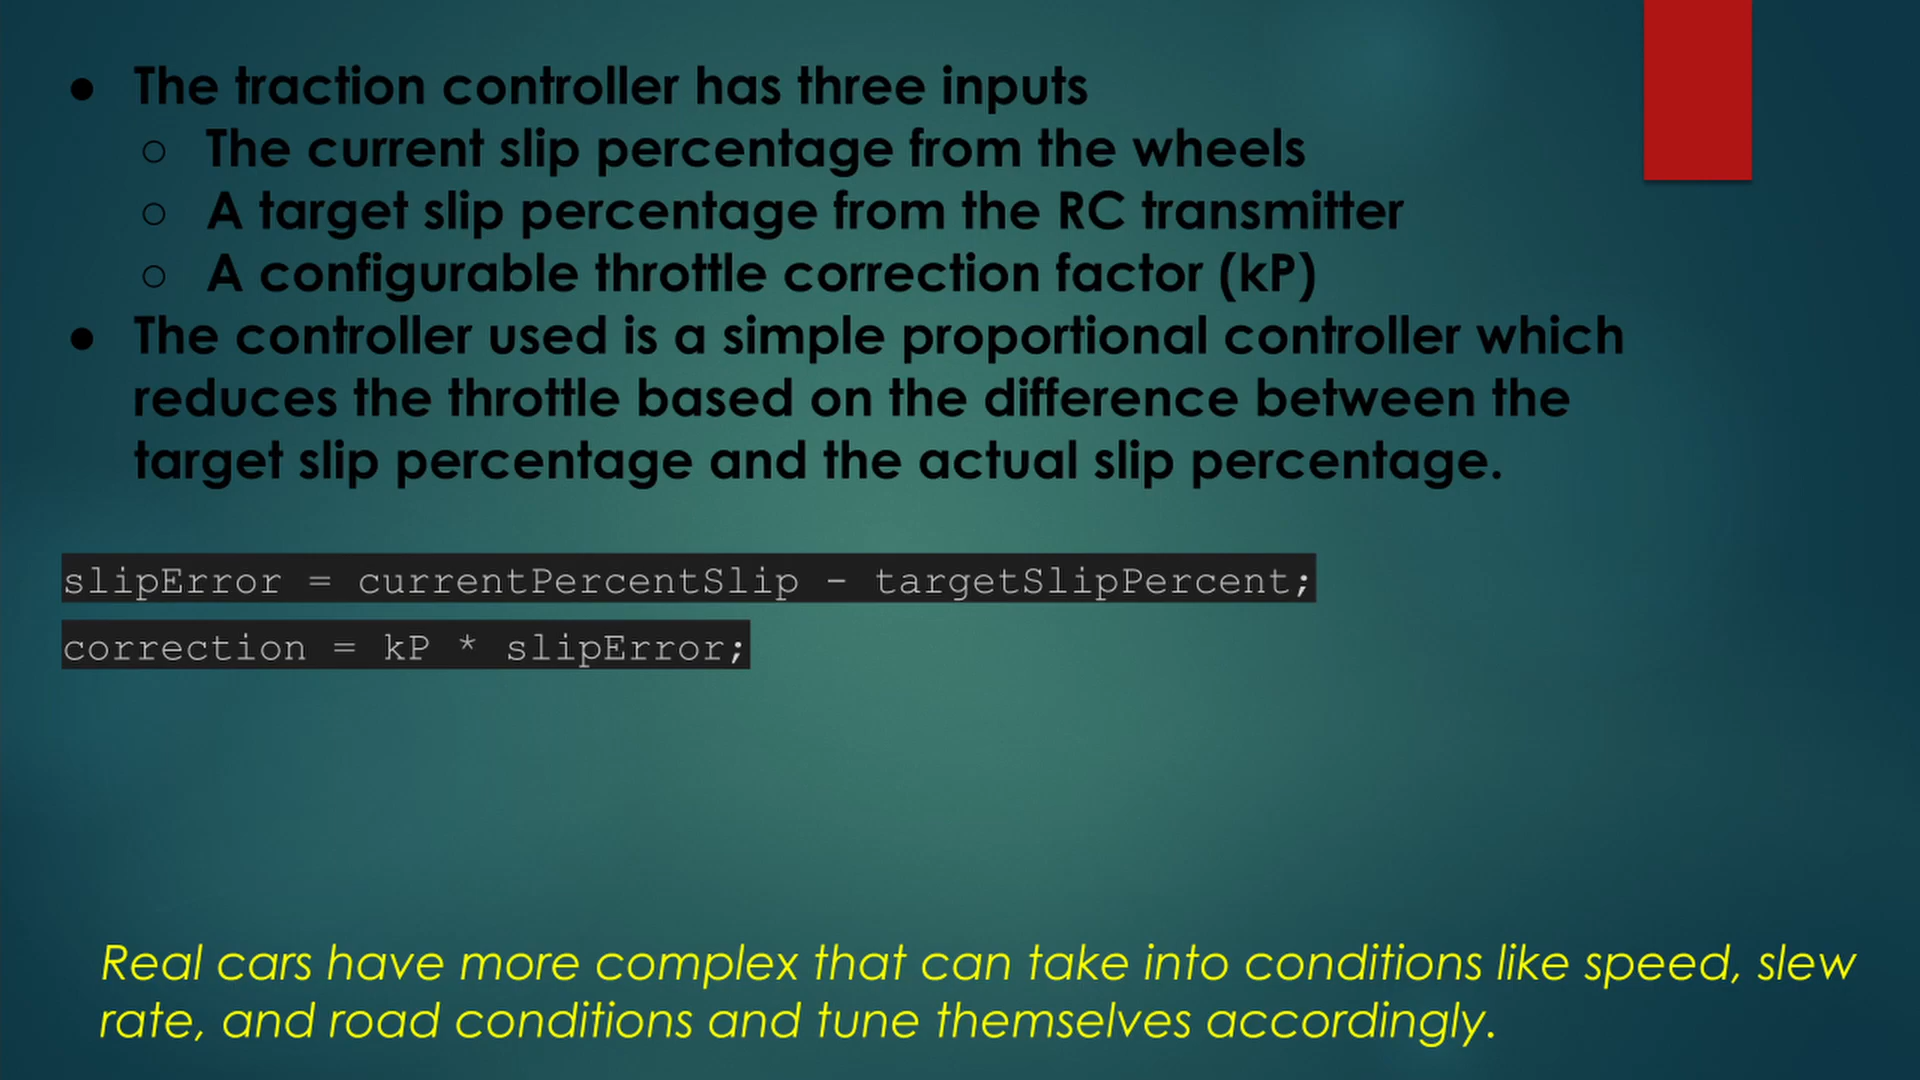 ● The traction controller has three inputs
○ The current slip percentage from the wheels
○ A target slip percentage from the RC transmitter
○ A configurable throttle correction factor (kP)
● The controller used is a simple proportional controller which
reduces the throttle based on the difference between the
target slip percentage and the actual slip percentage.
slipError = currentPercentSlip - targetSlipPercent;
correction = kP * slipError;
Real cars have more complex that can take into conditions like speed, slew
rate, and road conditions and tune themselves accordingly.